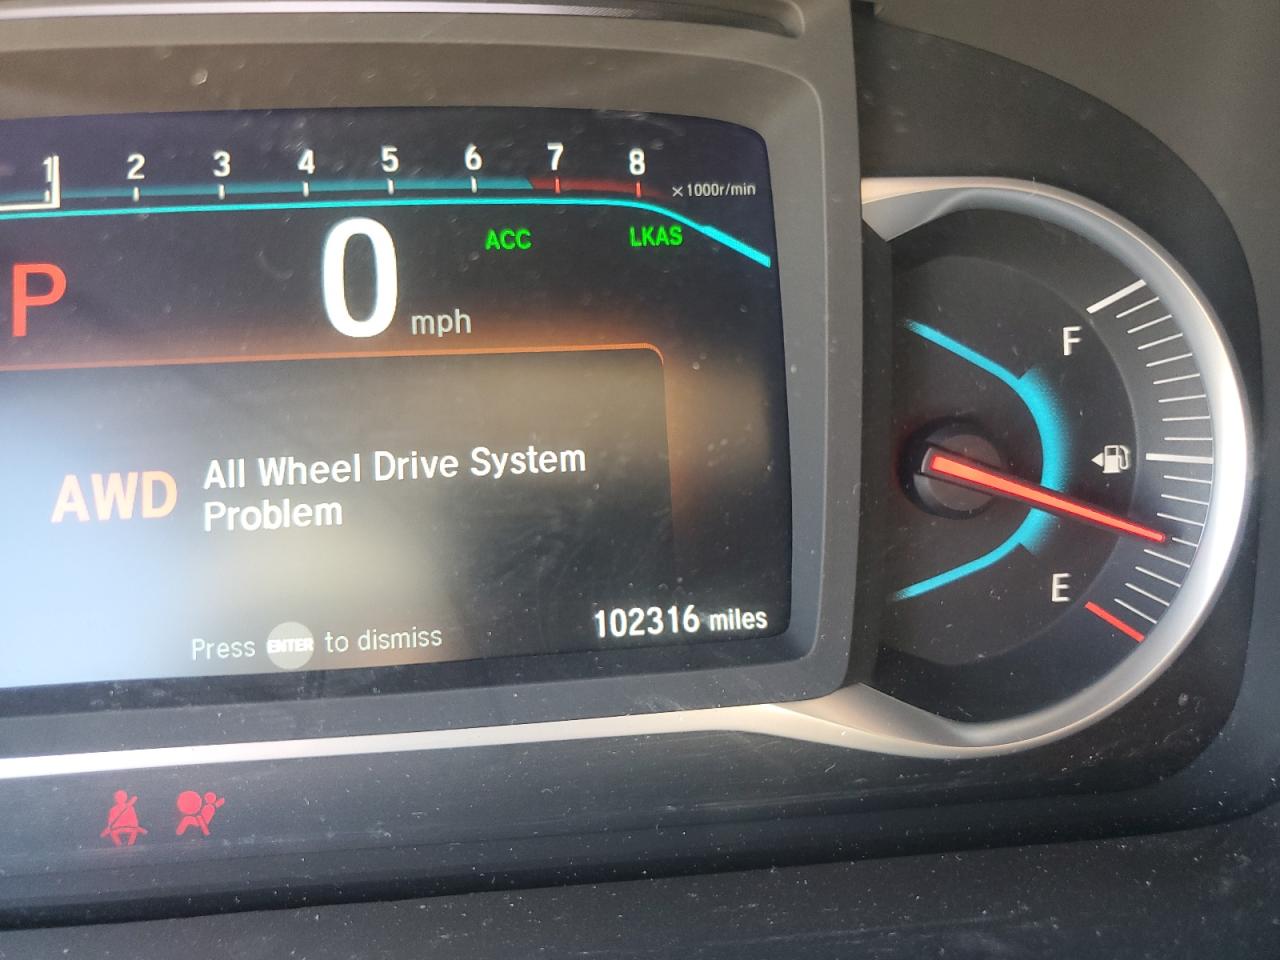 1 2 3 4 5 6 7 8
x1000r/min
P 0 mph
ACC LKAS
AWD All Wheel Drive System
Problem
Press ENTER to dismiss
102316 miles
F
E